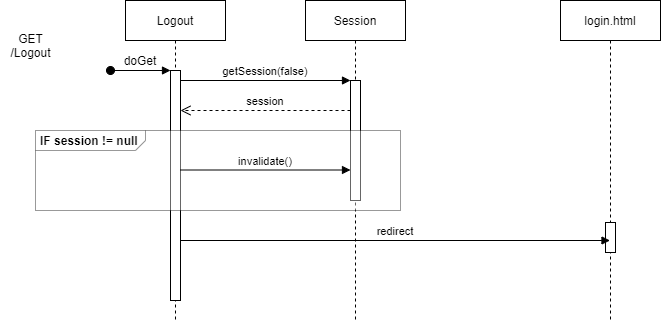 Logout
Session
login.html
GET
/Logout
doGet
getSession(false)
session
IF session != null
invalidate()
redirect